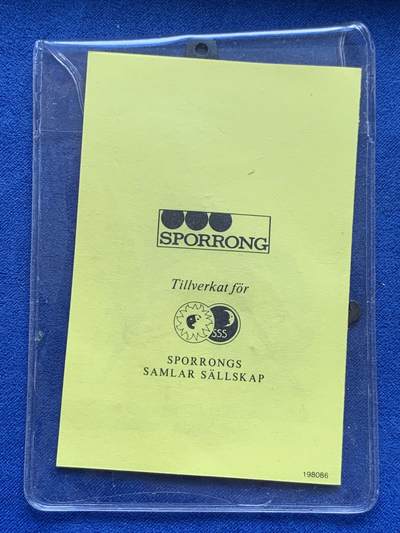 SPORRONG
Tillverkat för
SSS
SPORRONGS
SAMLAR SÄLLSKAP
198086